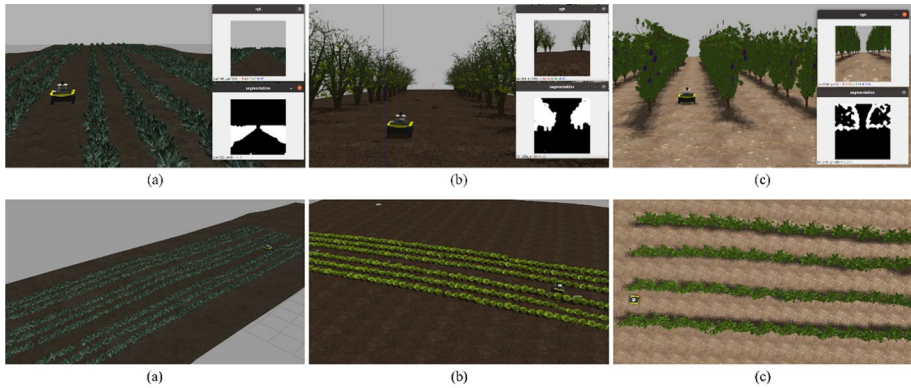 rgb
rgb
rgb
segmentation
segmentation
segmentation
(a)
(b)
(c)
(a)
(b)
(c)